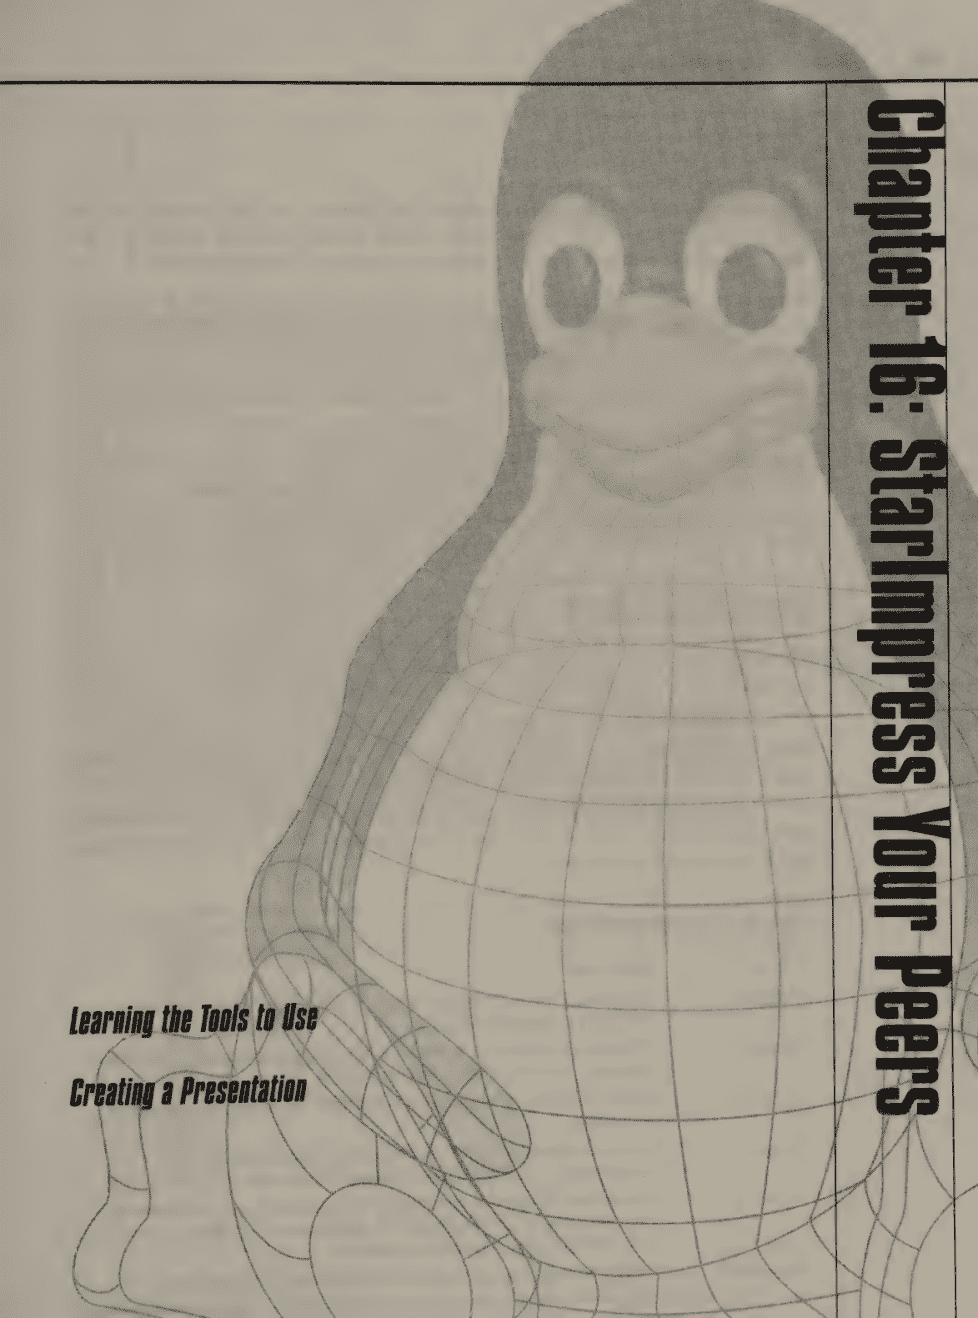 Chapter 16: StarImpress Your Peers
Learning the Tools to Use
Creating a Presentation